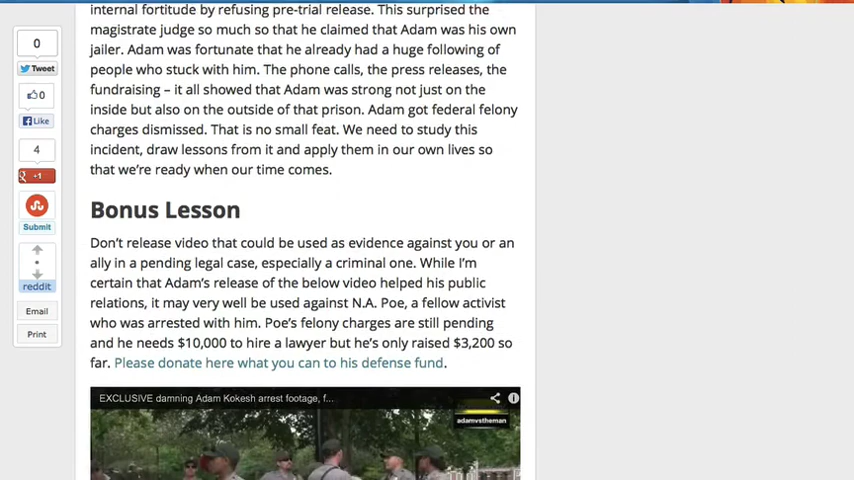 internal fortitude by refusing pre-trial release. This surprised the
magistrate judge so much so that he claimed that Adam was his own
jailer. Adam was fortunate that he already had a huge following of
people who stuck with him. The phone calls, the press releases, the
fundraising – it all showed that Adam was strong not just on the
inside but also on the outside of that prison. Adam got federal felony
charges dismissed. That is no small feat. We need to study this
incident, draw lessons from it and apply them in our own lives so
that we’re ready when our time comes.
0
Tweet
0
Like
4
+1
Submit
reddit
Email
Print
Bonus Lesson
Don’t release video that could be used as evidence against you or an
ally in a pending legal case, especially a criminal one. While I’m
certain that Adam’s release of the below video helped his public
relations, it may very well be used against N.A. Poe, a fellow activist
who was arrested with him. Poe’s felony charges are still pending
and he needs $10,000 to hire a lawyer but he’s only raised $3,200 so
far. Please donate here what you can to his defense fund.
EXCLUSIVE damning Adam Kokesh arrest footage, f...
adamvstheman